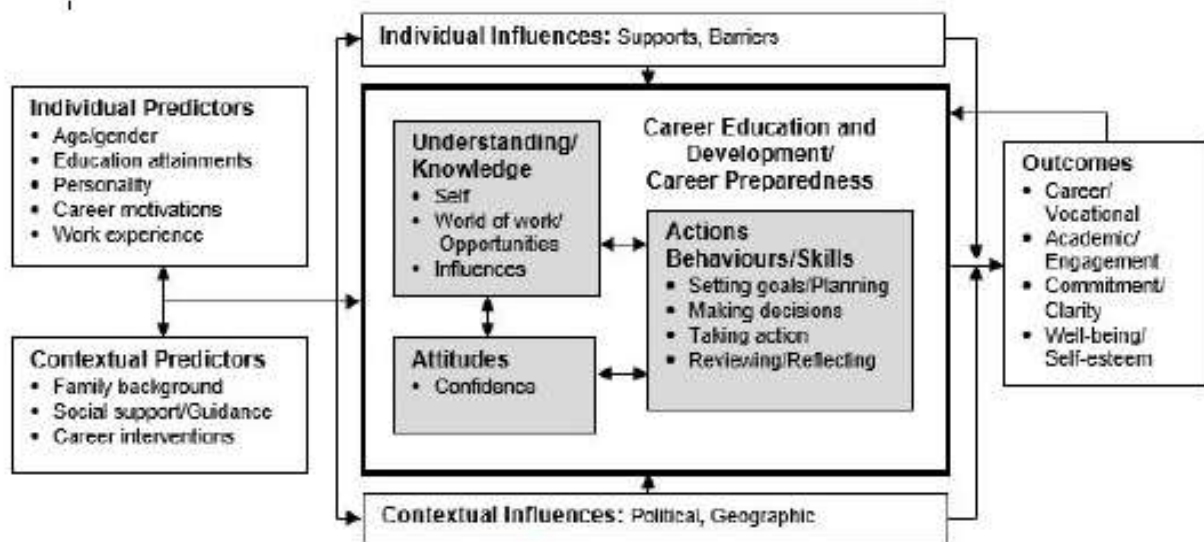 Individual Influences: Supports, Barriers
Individual Predictors
• Age/gender
• Education attainments
• Personality
• Career motivations
• Work experience
Contextual Predictors
• Family background
• Social support/Guidance
• Career interventions
Understanding/
Knowledge
• Self
• World of work/
Opportunities
• Influences
Attitudes
• Confidence
Career Education and
Development/
Career Preparedness
Actions
Behaviours/Skills
• Setting goals/Planning
• Making decisions
• Taking action
• Reviewing/Reflecting
Outcomes
• Career/
Vocational
• Academic/
Engagement
• Commitment/
Clarity
• Well-being/
Self-esteem
Contextual Influences: Political, Geographic